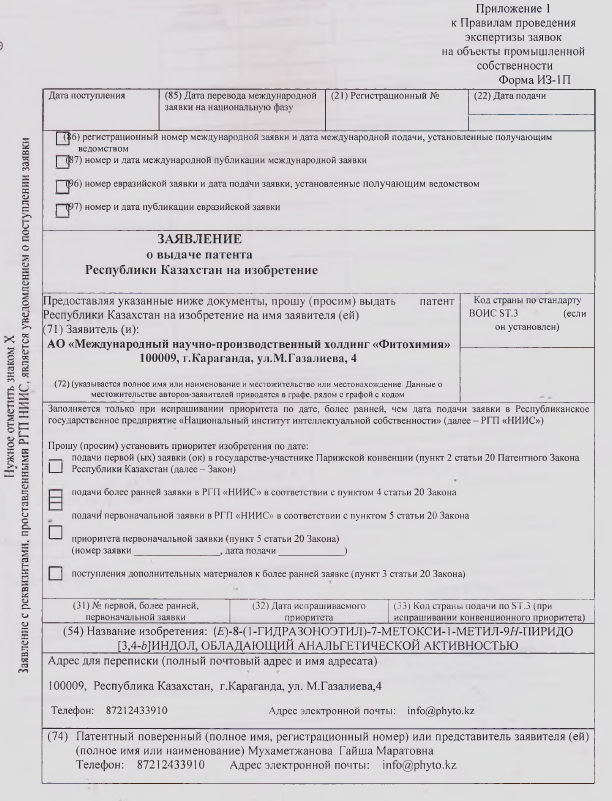 Приложение 1
к Правилам проведения
экспертизы заявок
на объекты промышленной
собственности
Форма ИЗ-1П
Дата поступления
(85) Дата перевода международной
заявки на национальную фазу
(21) Регистрационный №
(22) Дата подачи
(86) регистрационный номер международной заявки и дата международной подачи, установленные получающим
ведомством
(87) номер и дата международной публикации международной заявки
(96) номер евразийской заявки и дата подачи заявки, установленные получающим ведомством
(97) номер и дата публикации евразийской заявки
ЗАЯВЛЕНИЕ
о выдаче патента
Республики Казахстан на изобретение
Предоставляя указанные ниже документы, прошу (просим) выдать патент
Республики Казахстан на изобретение на имя заявителя (ей)
(71) Заявитель (и):
АО «Международный научно-производственный холдинг «Фитохимия»
100009, г.Караганда, ул.М.Газалиева, 4
(72) (указывается полное имя или наименование и местожительство или местонахождение. Данные о
местожительстве авторов-заявителей приводятся в графе, рядом с графой с кодом
Код страны по стандарту
ВОИС ST.3 (если
он установлен)
Заполняется только при испрашивании приоритета по дате, более ранней, чем дата подачи заявки в Республиканское
государственное предприятие «Национальный институт интеллектуальной собственности» (далее – РГП «НИИС»)
Прошу (просим) установить приоритет изобретения по дате:
подачи первой (ых) заявки (ок) в государстве-участнике Парижской конвенции (пункт 2 статьи 20 Патентного Закона
Республики Казахстан (далее – Закон)
подачи более ранней заявки в РГП «НИИС» в соответствии с пунктом 4 статьи 20 Закона
подачи первоначальной заявки в РГП «НИИС» в соответствии с пунктом 5 статьи 20 Закона
приоритета первоначальной заявки (пункт 5 статьи 20 Закона)
(номер заявки ________________, дата подачи ____________)
поступления дополнительных материалов к более ранней заявке (пункт 3 статьи 20 Закона)
(31) № первой, более ранней,
первоначальной заявки
(32) Дата испрашиваемого
приоритета
(33) Код страны подачи по ST.3 (при
испрашивании конвенционного приоритета)
(54) Название изобретения: (E)-8-(1-ГИДРАЗОНОЭТИЛ)-7-МЕТОКСИ-1-МЕТИЛ-9H-ПИРИДО
[3,4-b]ИНДОЛ, ОБЛАДАЮЩИЙ АНАЛЬГЕТИЧЕСКОЙ АКТИВНОСТЬЮ
Адрес для переписки (полный почтовый адрес и имя адресата)
100009, Республика Казахстан, г.Караганда, ул. М.Газалиева,4
Телефон: 87212433910 Адрес электронной почты: info@phyto.kz
(74) Патентный поверенный (полное имя, регистрационный номер) или представитель заявителя (ей)
(полное имя или наименование) Мухаметжанова Гайша Маратовна
Телефон: 87212433910 Адрес электронной почты: info@phyto.kz
Нужное отметить знаком X
Заявление с реквизитами, проставленными РГП НИИС, является уведомлением о поступлении заявки